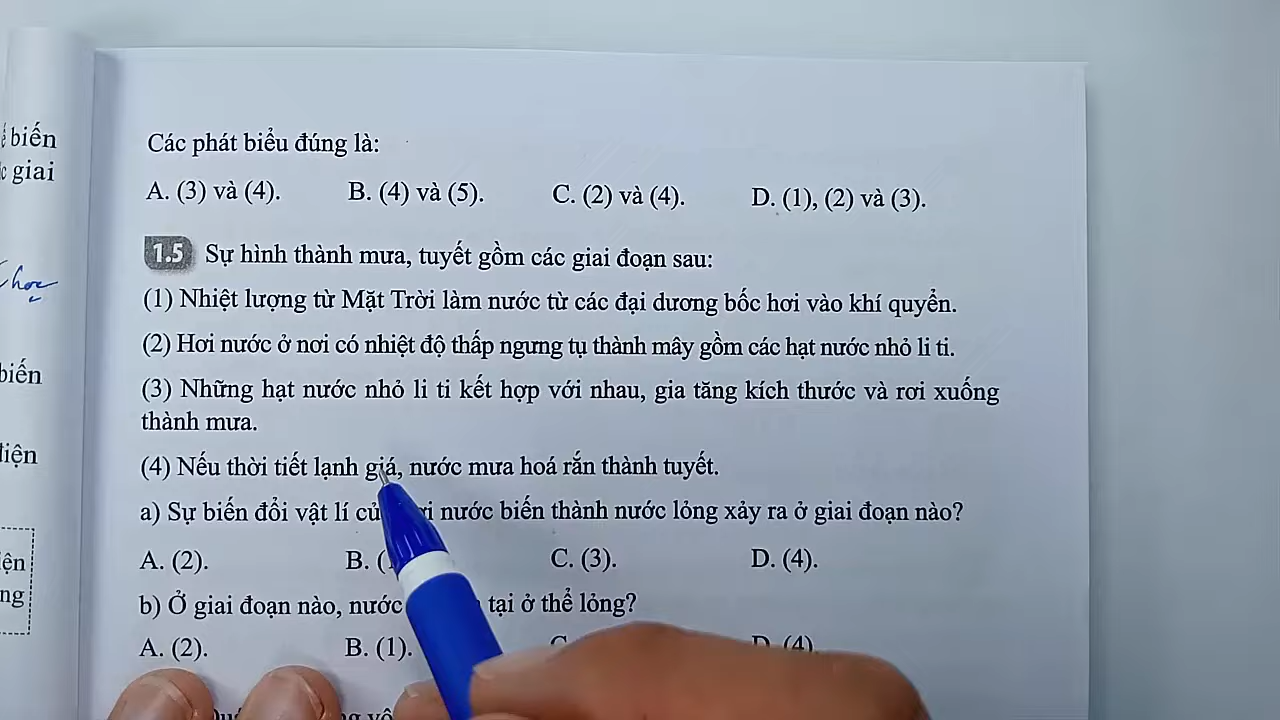 biến
giai
học
biến
điện
ng
Các phát biểu đúng là:
A. (3) và (4). B. (4) và (5). C. (2) và (4). D. (1), (2) và (3).
1.5 Sự hình thành mưa, tuyết gồm các giai đoạn sau:
(1) Nhiệt lượng từ Mặt Trời làm nước từ các đại dương bốc hơi vào khí quyển.
(2) Hơi nước ở nơi có nhiệt độ thấp ngưng tụ thành mây gồm các hạt nước nhỏ li ti.
(3) Những hạt nước nhỏ li ti kết hợp với nhau, gia tăng kích thước và rơi xuống
thành mưa.
(4) Nếu thời tiết lạnh giá, nước mưa hoá rắn thành tuyết.
a) Sự biến đổi vật lí nước biến thành nước lỏng xảy ra ở giai đoạn nào?
A. (2). B. ( C. (3). D. (4).
b) Ở giai đoạn nào, nước tại ở thể lỏng?
A. (2). B. (1). D. (4).